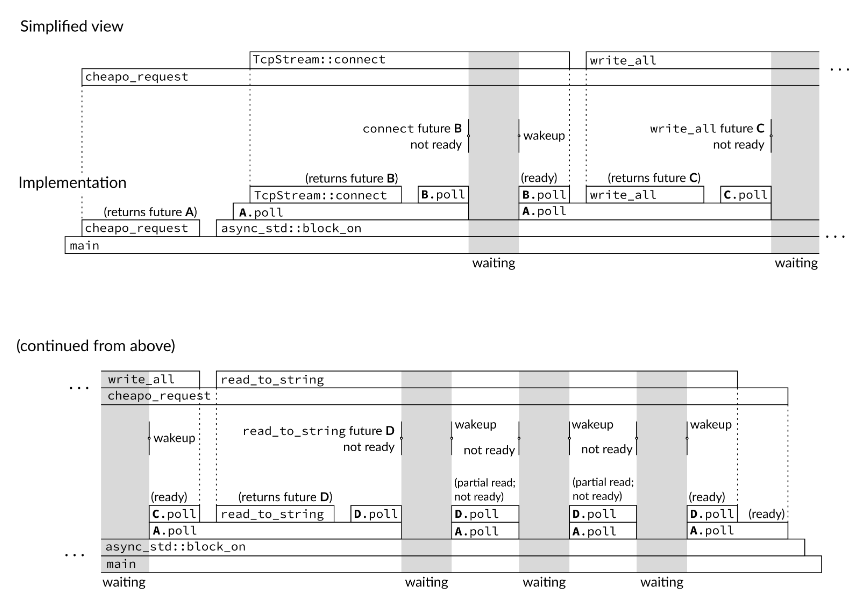 Simplified view
TcpStream::connect
write_all
cheapo_request
...
connect future B
not ready
wakeup
write_all future C
not ready
Implementation
(returns future B)
(ready)
(returns future C)
TcpStream::connect
B.poll
B.poll
write_all
C.poll
(returns future A)
A.poll
A.poll
cheapo_request
async_std::block_on
...
main
waiting
waiting
(continued from above)
write_all
read_to_string
...
cheapo_request
wakeup
read_to_string future D
not ready
wakeup
not ready
wakeup
not ready
wakeup
(ready)
(returns future D)
(partial read;
not ready)
(partial read;
not ready)
(ready)
C.poll
read_to_string
D.poll
D.poll
D.poll
D.poll
(ready)
A.poll
A.poll
A.poll
A.poll
async_std::block_on
...
main
waiting
waiting
waiting
waiting